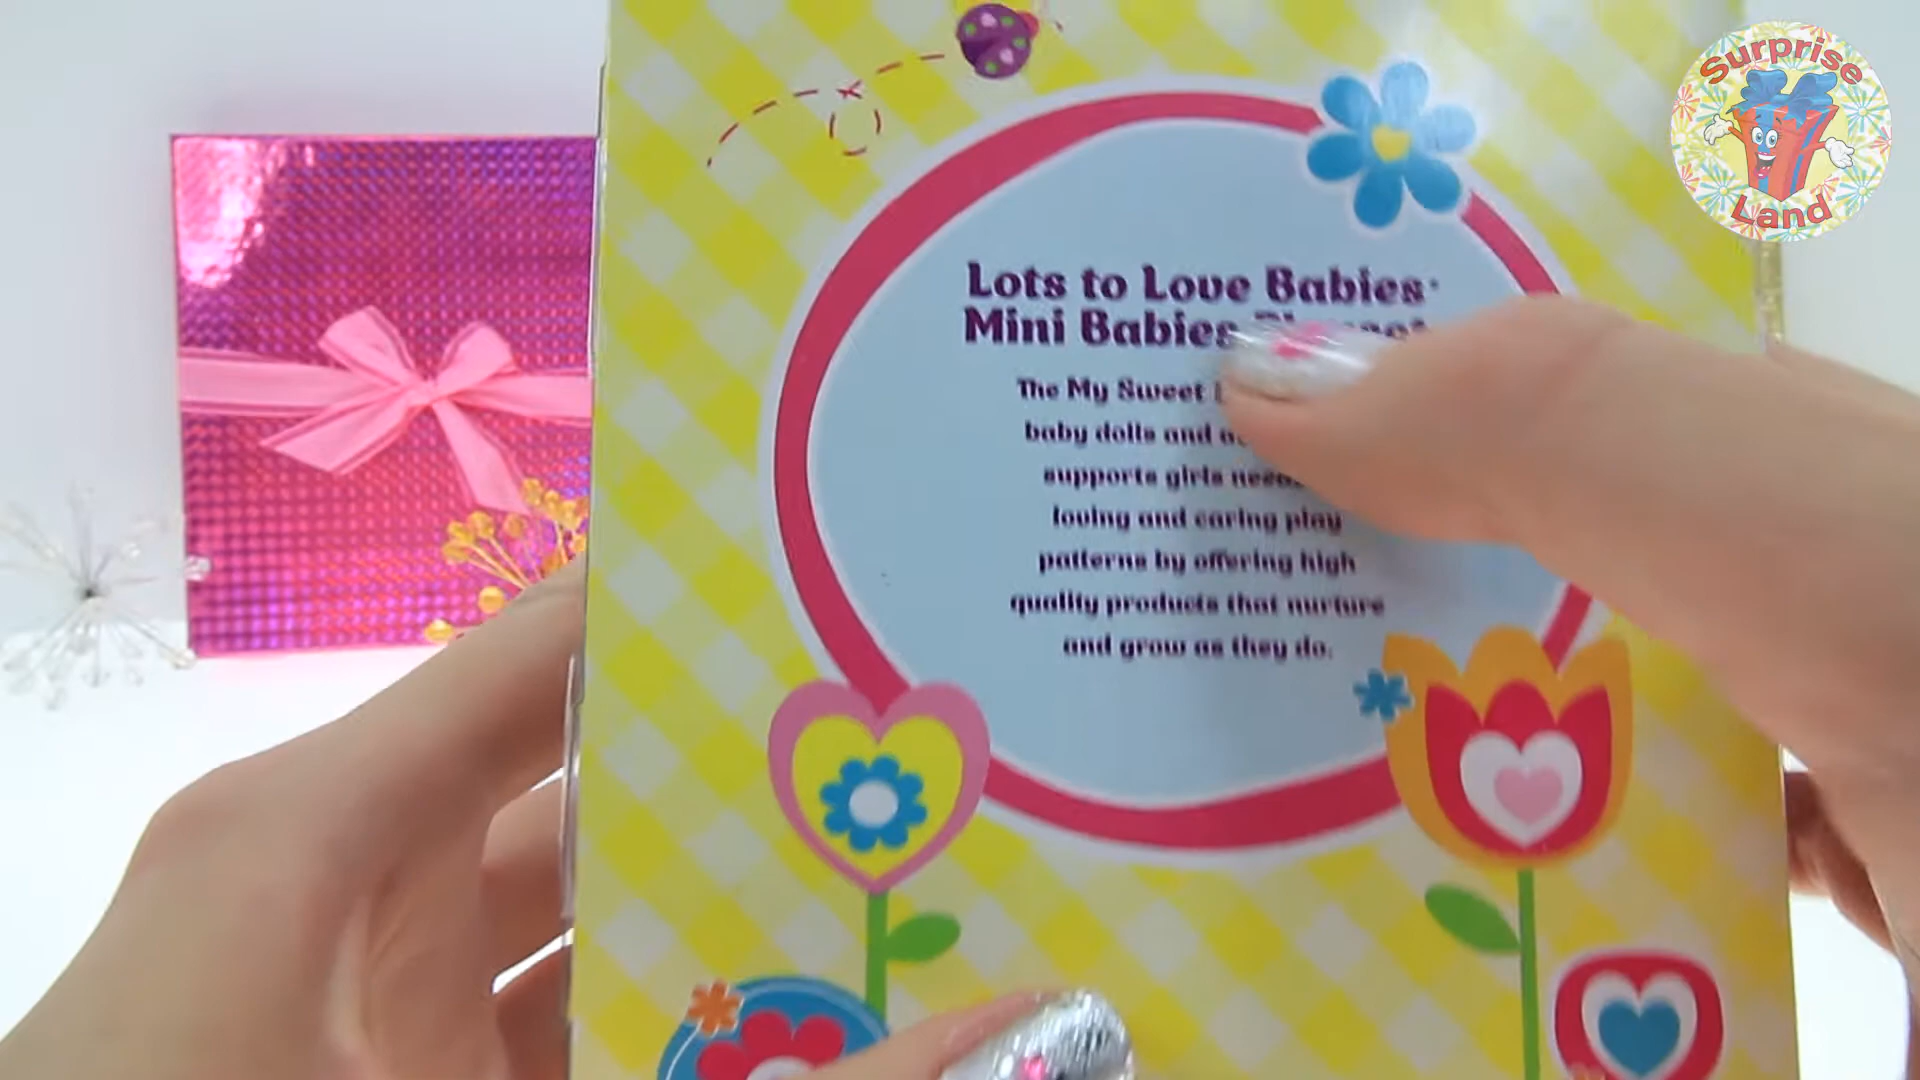 Surprise
Land
Lots to Love Babies
Mini Babies
The My Sweet
baby dolls and
supports girls
loving and caring play
patterns by offering high
quality products that nurture
and grow as they do.